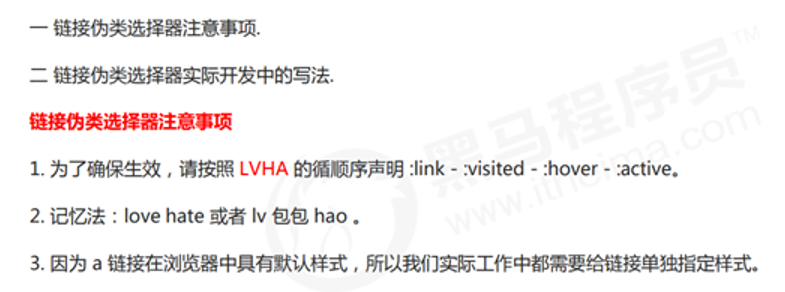 一 链接伪类选择器注意事项.
二 链接伪类选择器实际开发中的写法.
链接伪类选择器注意事项
1. 为了确保生效，请按照 LVHA 的循顺序声明 :link - :visited - :hover - :active。
2. 记忆法：love hate 或者 lv 包包 hao 。
3. 因为 a 链接在浏览器中具有默认样式，所以我们实际工作中都需要给链接单独指定样式。
黑马程序员™
www.itheima.com